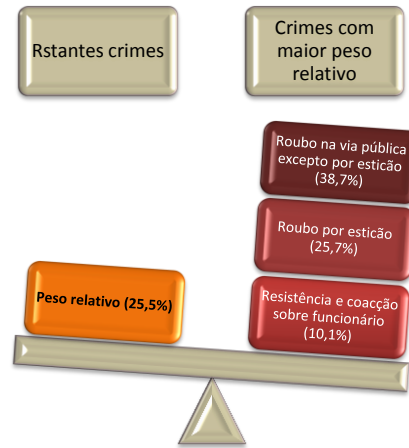 Rstantes crimes
Crimes com
maior peso
relativo
Roubo na via pública
excepto por esticão
(38,7%)
Roubo por esticão
(25,7%)
Peso relativo (25,5%)
Resistência e coacção
sobre funcionário
(10,1%)